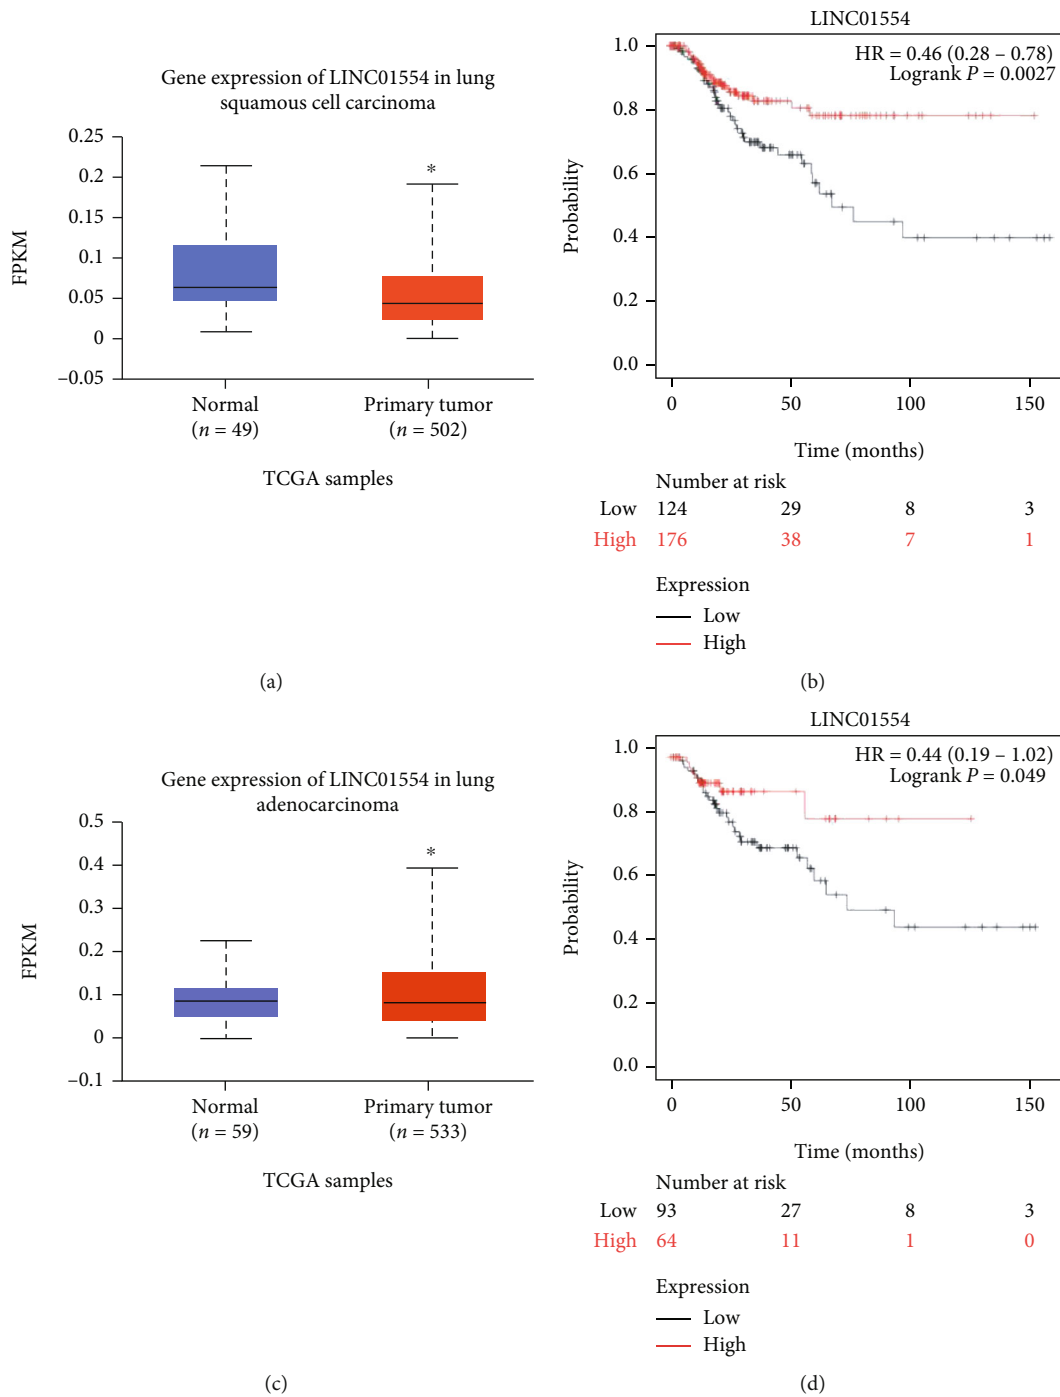 Gene expression of LINC01554 in lung
squamous cell carcinoma
0.25
0.2
0.15
0.1
0.05
0
–0.05
FPKM
*
Normal
(n = 49)
Primary tumor
(n = 502)
TCGA samples
(a)
LINC01554
HR = 0.46 (0.28 – 0.78)
Logrank P = 0.0027
1.0
0.8
0.6
0.4
0.2
0.0
Probability
0 50 100 150
Time (months)
Number at risk
Low 124 29 8 3
High 176 38 7 1
Expression
Low
High
(b)
Gene expression of LINC01554 in lung
adenocarcinoma
0.5
0.4
0.3
0.2
0.1
0
–0.1
FPKM
*
Normal
(n = 59)
Primary tumor
(n = 533)
TCGA samples
(c)
LINC01554
HR = 0.44 (0.19 – 1.02)
Logrank P = 0.049
1.0
0.8
0.6
0.4
0.2
0.0
Probability
0 50 100 150
Time (months)
Number at risk
Low 93 27 8 3
High 64 11 1 0
Expression
Low
High
(d)